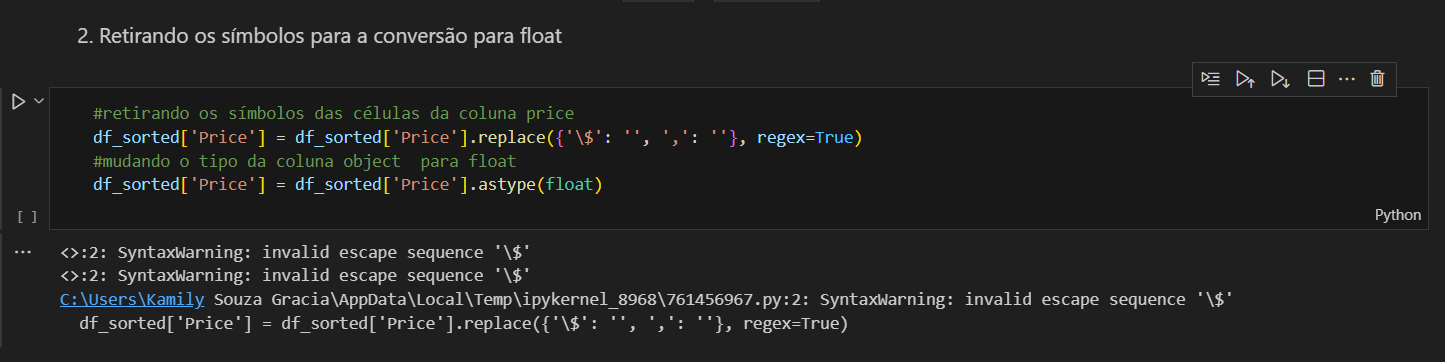 2. Retirando os símbolos para a conversão para float
#retirando os símbolos das células da coluna price
df_sorted['Price'] = df_sorted['Price'].replace({'\$': '', ',': ''}, regex=True)
#mudando o tipo da coluna object  para float
df_sorted['Price'] = df_sorted['Price'].astype(float)
[ ]
Python
<>:2: SyntaxWarning: invalid escape sequence '\$'
<>:2: SyntaxWarning: invalid escape sequence '\$'
C:\Users\Kamily Souza Gracia\AppData\Local\Temp\ipykernel_8968\761456967.py:2: SyntaxWarning: invalid escape sequence '\$'
  df_sorted['Price'] = df_sorted['Price'].replace({'\$': '', ',': ''}, regex=True)